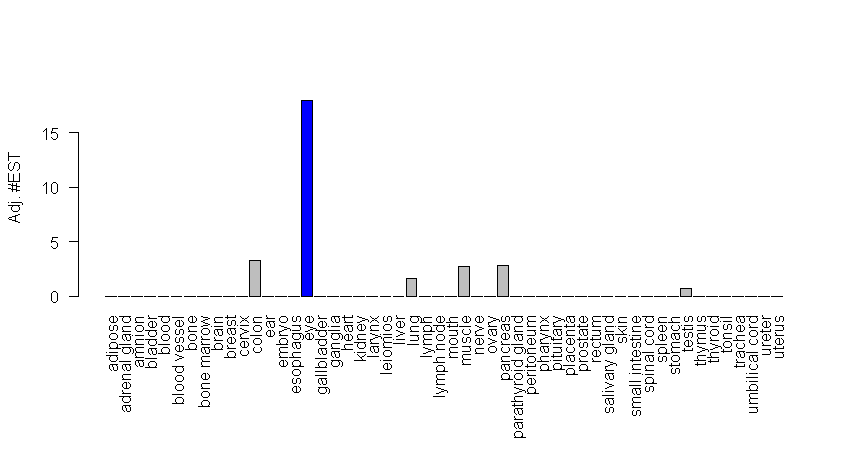 Adj. #EST
15
10
5
0
adipose
adrenal gland
amnion
bladder
blood
blood vessel
bone
bone marrow
brain
breast
cervix
colon
ear
embryo
esophagus
eye
gallbladder
ganglia
heart
kidney
larynx
leiomios
liver
lung
lymph
lymph node
mouth
muscle
nerve
ovary
pancreas
parathyroid gland
peritoneum
pharynx
pituitary
placenta
prostate
rectum
salivary gland
skin
small intestine
spinal cord
spleen
stomach
testis
thymus
thyroid
tonsil
trachea
umbilical cord
ureter
uterus